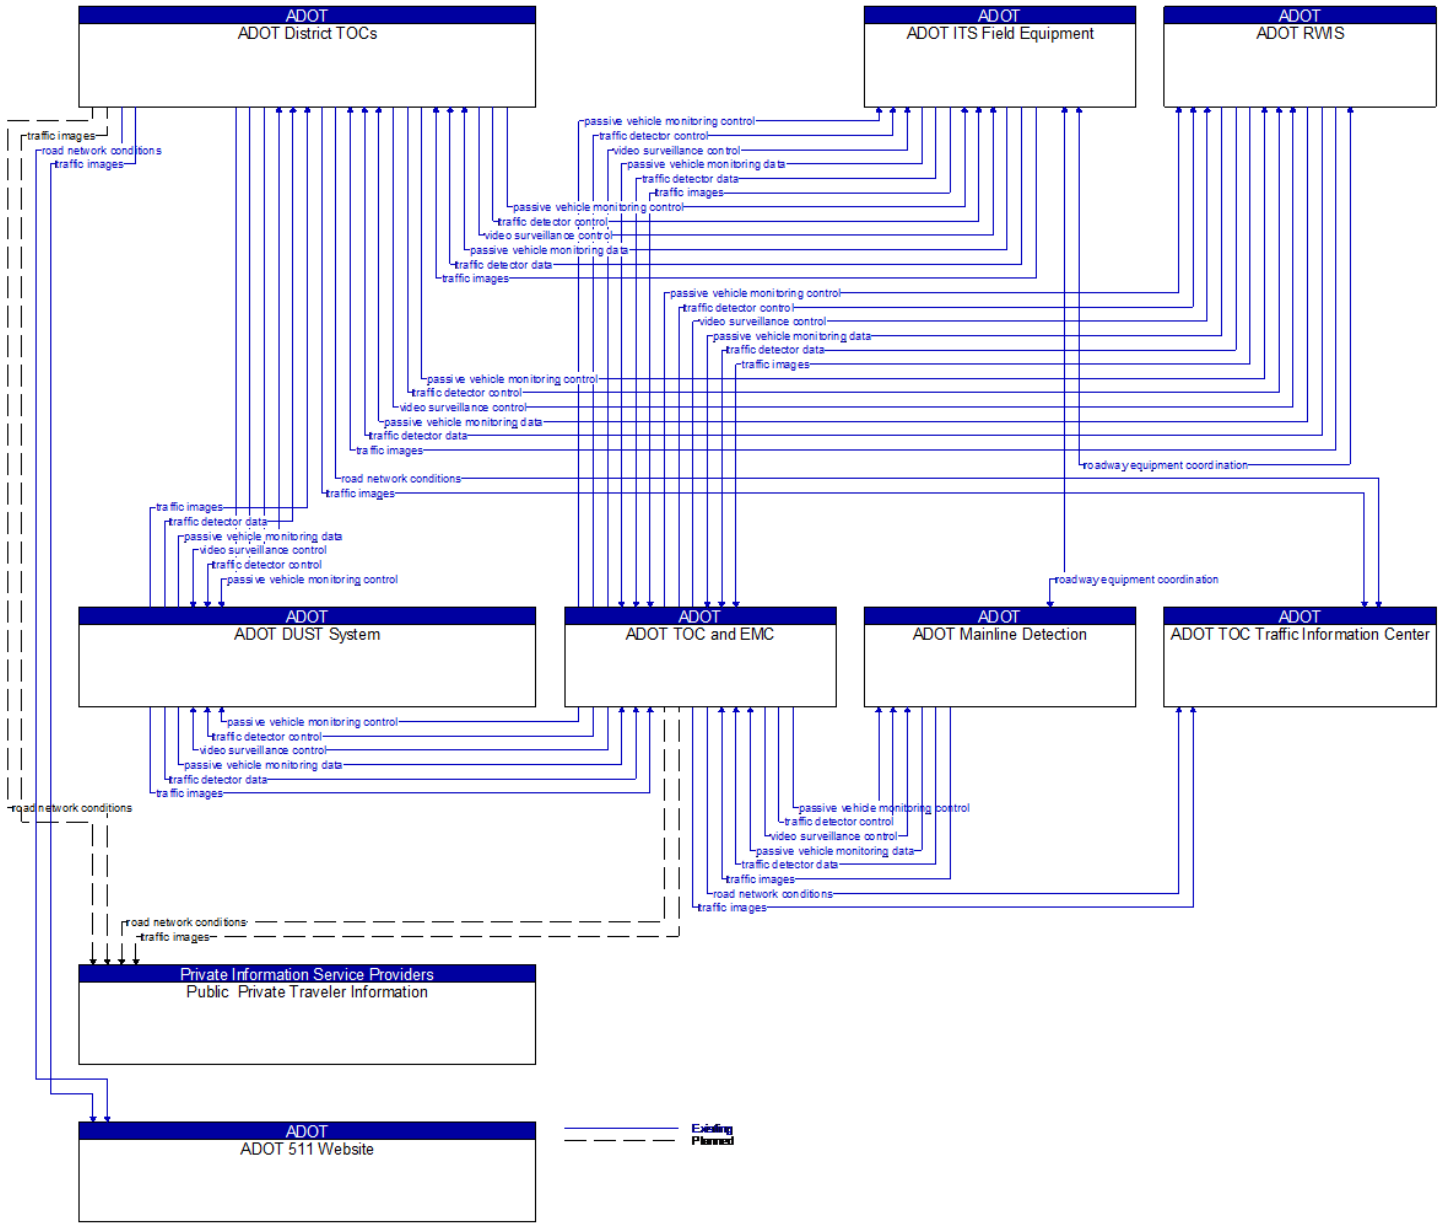 ADOT
ADOT District TOCs
ADOT
ADOT ITS Field Equipment
ADOT
ADOT RWIS
traffic images
road network conditions
traffic images
passive vehicle monitoring control
traffic detector control
video surveillance control
passive vehicle monitoring data
traffic detector data
traffic images
passive vehicle monitoring control
traffic detector control
video surveillance control
passive vehicle monitoring data
traffic detector data
traffic images
passive vehicle monitoring control
traffic detector control
video surveillance control
passive vehicle monitoring data
traffic detector data
traffic images
passive vehicle monitoring control
traffic detector control
video surveillance control
passive vehicle monitoring data
traffic detector data
traffic images
roadway equipment coordination
road network conditions
traffic images
traffic images
traffic detector data
passive vehicle monitoring data
video surveillance control
traffic detector control
passive vehicle monitoring control
roadway equipment coordination
ADOT
ADOT DUST System
ADOT
ADOT TOC and EMC
ADOT
ADOT Mainline Detection
ADOT
ADOT TOC Traffic Information Center
passive vehicle monitoring control
traffic detector control
video surveillance control
passive vehicle monitoring data
traffic detector data
traffic images
road network conditions
passive vehicle monitoring control
traffic detector control
video surveillance control
passive vehicle monitoring data
traffic detector data
traffic images
road network conditions
traffic images
road network conditions
traffic images
Private Information Service Providers
Public Private Traveler Information
ADOT
ADOT 511 Website
Existing
Planned